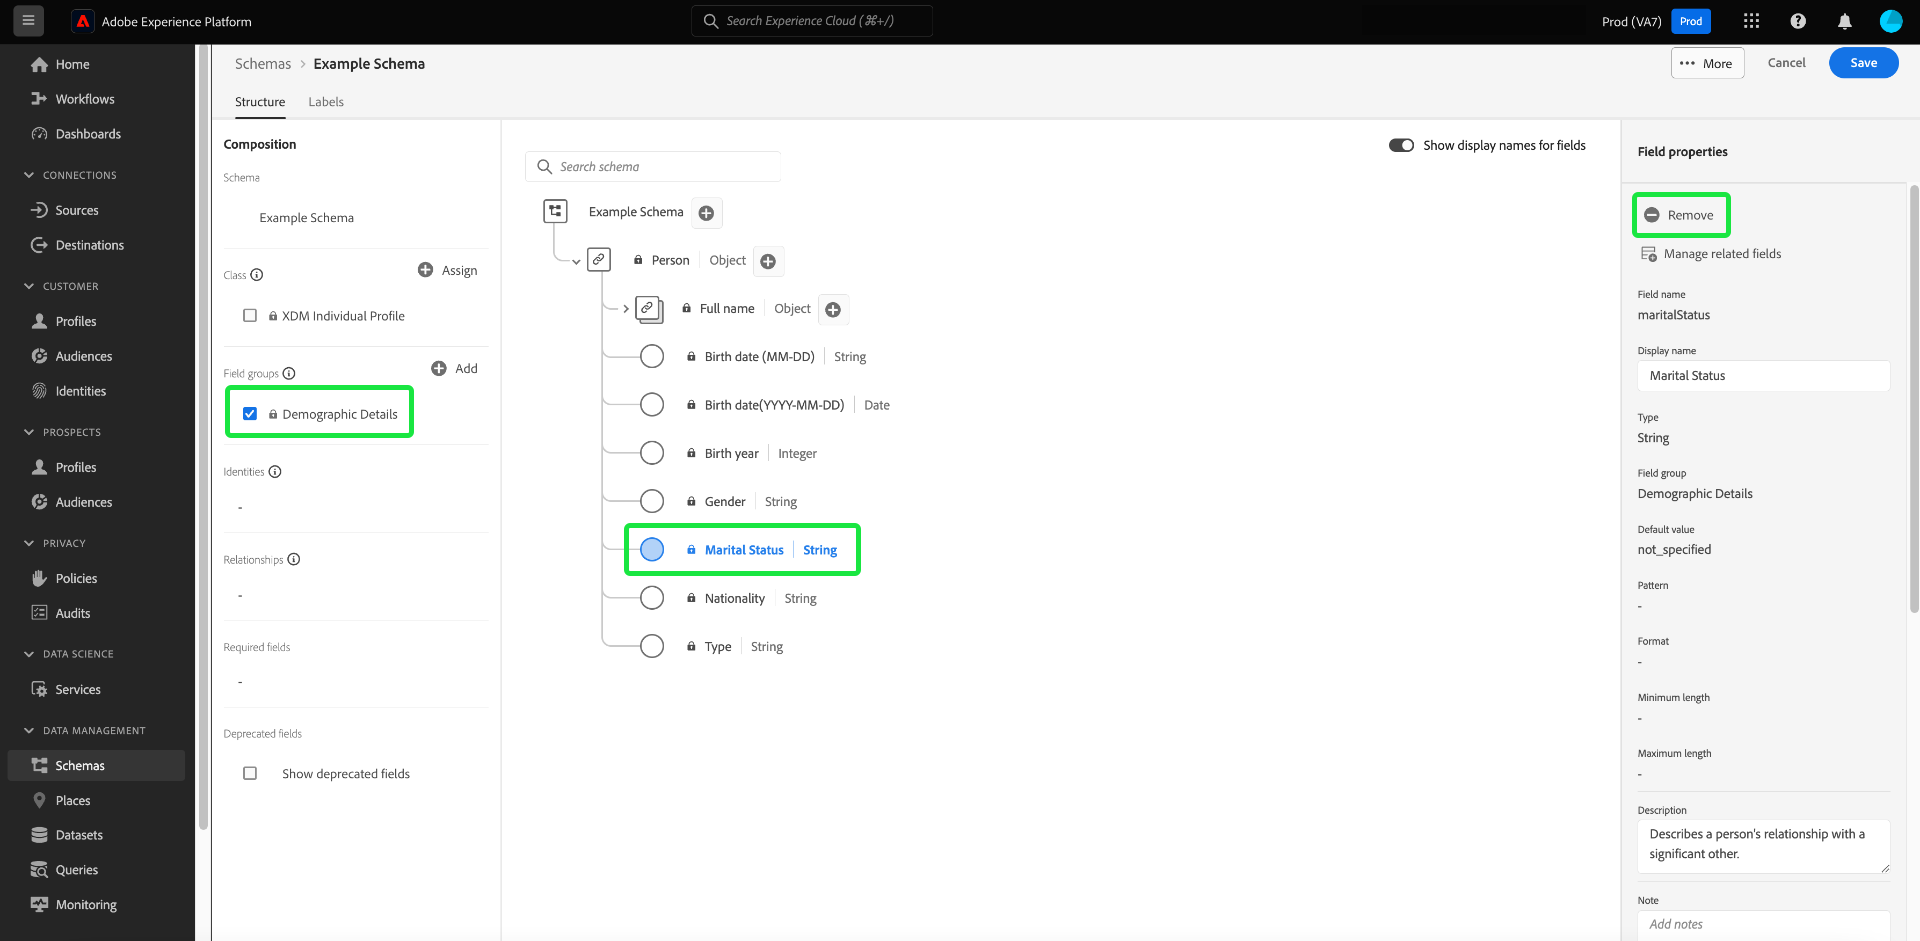 Adobe Experience Platform
Search Experience Cloud (⌘+/)
Prod (VA7)
Prod
Home
Workflows
Dashboards
CONNECTIONS
Sources
Destinations
CUSTOMER
Profiles
Audiences
Identities
PROSPECTS
Profiles
Audiences
PRIVACY
Policies
Audits
DATA SCIENCE
Services
DATA MANAGEMENT
Schemas
Places
Datasets
Queries
Monitoring
Schemas > Example Schema
More
Cancel
Save
Structure
Labels
Composition
Schema
Example Schema
Class
Assign
XDM Individual Profile
Field groups
Add
Demographic Details
Identities
-
Relationships
-
Required fields
-
Deprecated fields
Show deprecated fields
Search schema
Show display names for fields
Example Schema
Person | Object
Full name | Object
Birth date (MM-DD) | String
Birth date(YYYY-MM-DD) | Date
Birth year | Integer
Gender | String
Marital Status | String
Nationality | String
Type | String
Field properties
Remove
Manage related fields
Field name
maritalStatus
Display name
Marital Status
Type
String
Field group
Demographic Details
Default value
not_specified
Pattern
-
Format
-
Minimum length
-
Maximum length
-
Description
Describes a person's relationship with a
significant other.
Note
Add notes